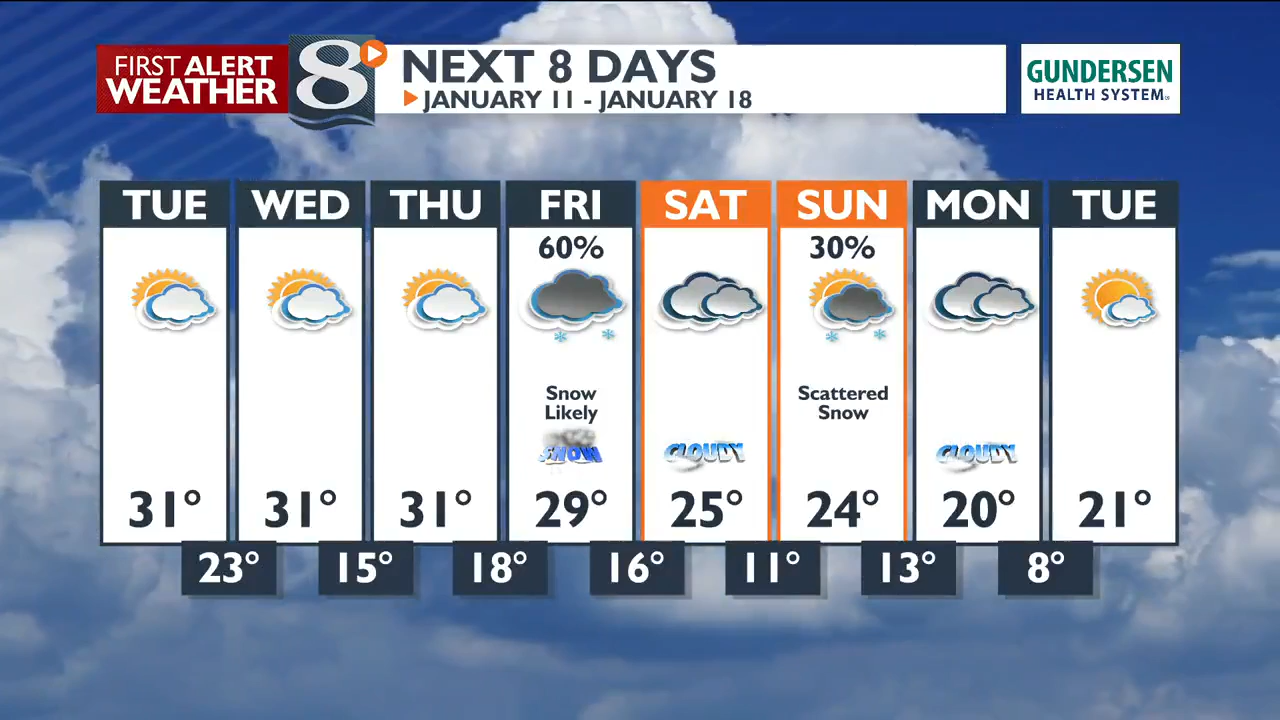 FIRST ALERT
WEATHER
8
NEXT 8 DAYS
JANUARY 11 - JANUARY 18
GUNDERSEN
HEALTH SYSTEM
TUE WED THU FRI SAT SUN MON TUE
60% 30%
Snow
Likely
Scattered
Snow
SNOW CLOUDY CLOUDY
31° 31° 31° 29° 25° 24° 20° 21°
23° 15° 18° 16° 11° 13° 8°